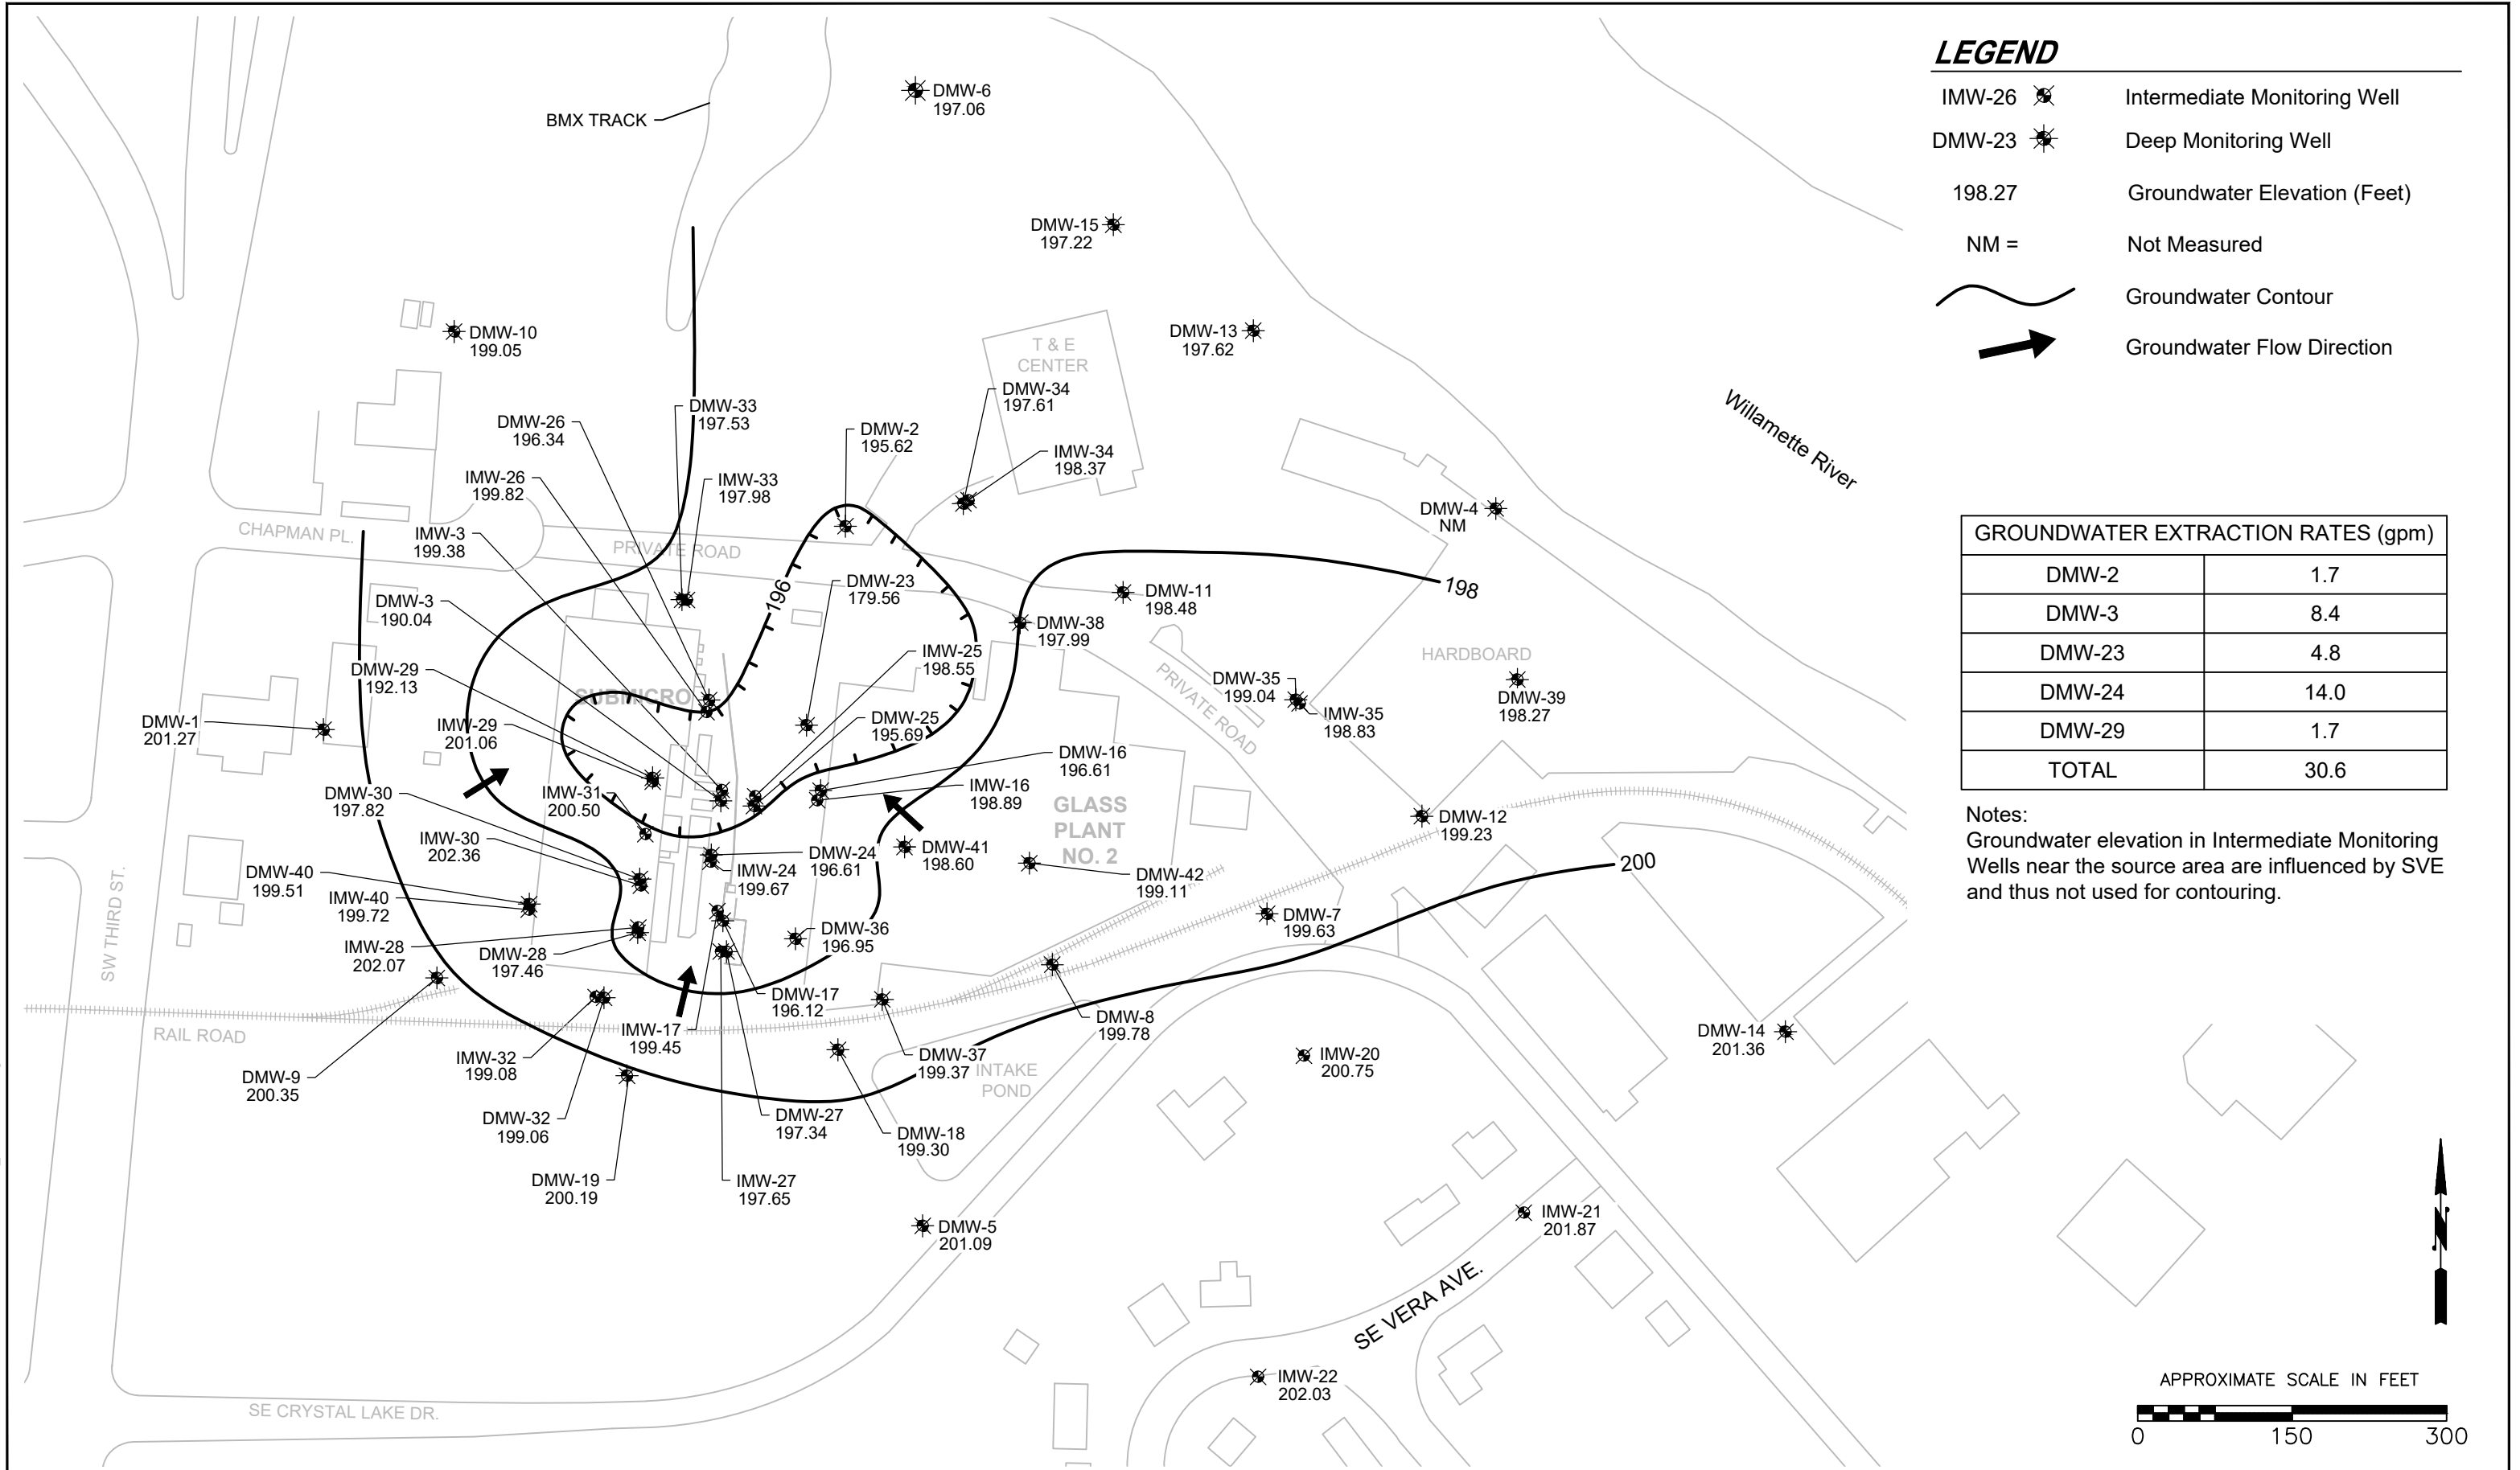 LEGEND
IMW-26 Intermediate Monitoring Well
DMW-23 Deep Monitoring Well
198.27 Groundwater Elevation (Feet)
NM = Not Measured
Groundwater Contour
Groundwater Flow Direction
DMW-6
197.06
BMX TRACK
DMW-15
197.22
DMW-10
199.05
DMW-13
197.62
T & E
CENTER
DMW-34
197.61
DMW-33
197.53
DMW-26
196.34
DMW-2
195.62
IMW-34
198.37
IMW-26
199.82
IMW-33
197.98
Willamette River
DMW-4
NM
CHAPMAN PL.
IMW-3
199.38
PRIVATE ROAD
196
DMW-23
179.56
198
DMW-3
190.04
DMW-11
198.48
DMW-38
197.99
IMW-25
198.55
HARDBOARD
PRIVATE ROAD
DMW-29
192.13
SUBMICRO
DMW-35
199.04
DMW-39
198.27
IMW-35
198.83
DMW-1
201.27
IMW-29
201.06
DMW-25
195.69
DMW-16
196.61
DMW-30
197.82
IMW-31
200.50
IMW-16
198.89
GLASS
PLANT
NO. 2
DMW-12
199.23
IMW-30
202.36
DMW-24
196.61
DMW-41
198.60
IMW-24
199.67
DMW-42
199.11
200
DMW-40
199.51
IMW-40
199.72
SW THIRD ST.
DMW-7
199.63
IMW-28
202.07
DMW-28
197.46
DMW-36
196.95
DMW-17
196.12
RAIL ROAD
IMW-17
199.45
DMW-8
199.78
DMW-14
201.36
IMW-32
199.08
DMW-37
199.37
INTAKE
POND
IMW-20
200.75
DMW-9
200.35
DMW-32
199.06
DMW-27
197.34
DMW-18
199.30
DMW-19
200.19
IMW-27
197.65
DMW-5
201.09
IMW-21
201.87
SE VERA AVE.
IMW-22
202.03
SE CRYSTAL LAKE DR.
GROUNDWATER EXTRACTION RATES (gpm)
DMW-2 1.7
DMW-3 8.4
DMW-23 4.8
DMW-24 14.0
DMW-29 1.7
TOTAL 30.6
Notes:
Groundwater elevation in Intermediate Monitoring
Wells near the source area are influenced by SVE
and thus not used for contouring.
N
APPROXIMATE SCALE IN FEET
0 150 300